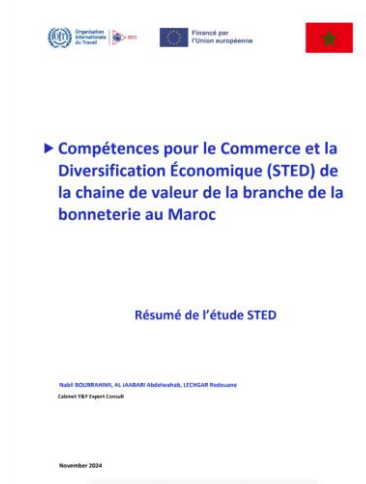 Organisation
internationale
du Travail
Financé par
l'Union européenne
Compétences pour le Commerce et la
Diversification Économique (STED) de
la chaine de valeur de la branche de la
bonneterie au Maroc
Résumé de l'étude STED
Nabil BOUBRAHIMI, AL JAABARI Abdelwahab, LECHGAR Redouane
Cabinet Y&Y Expert Consult
November 2024